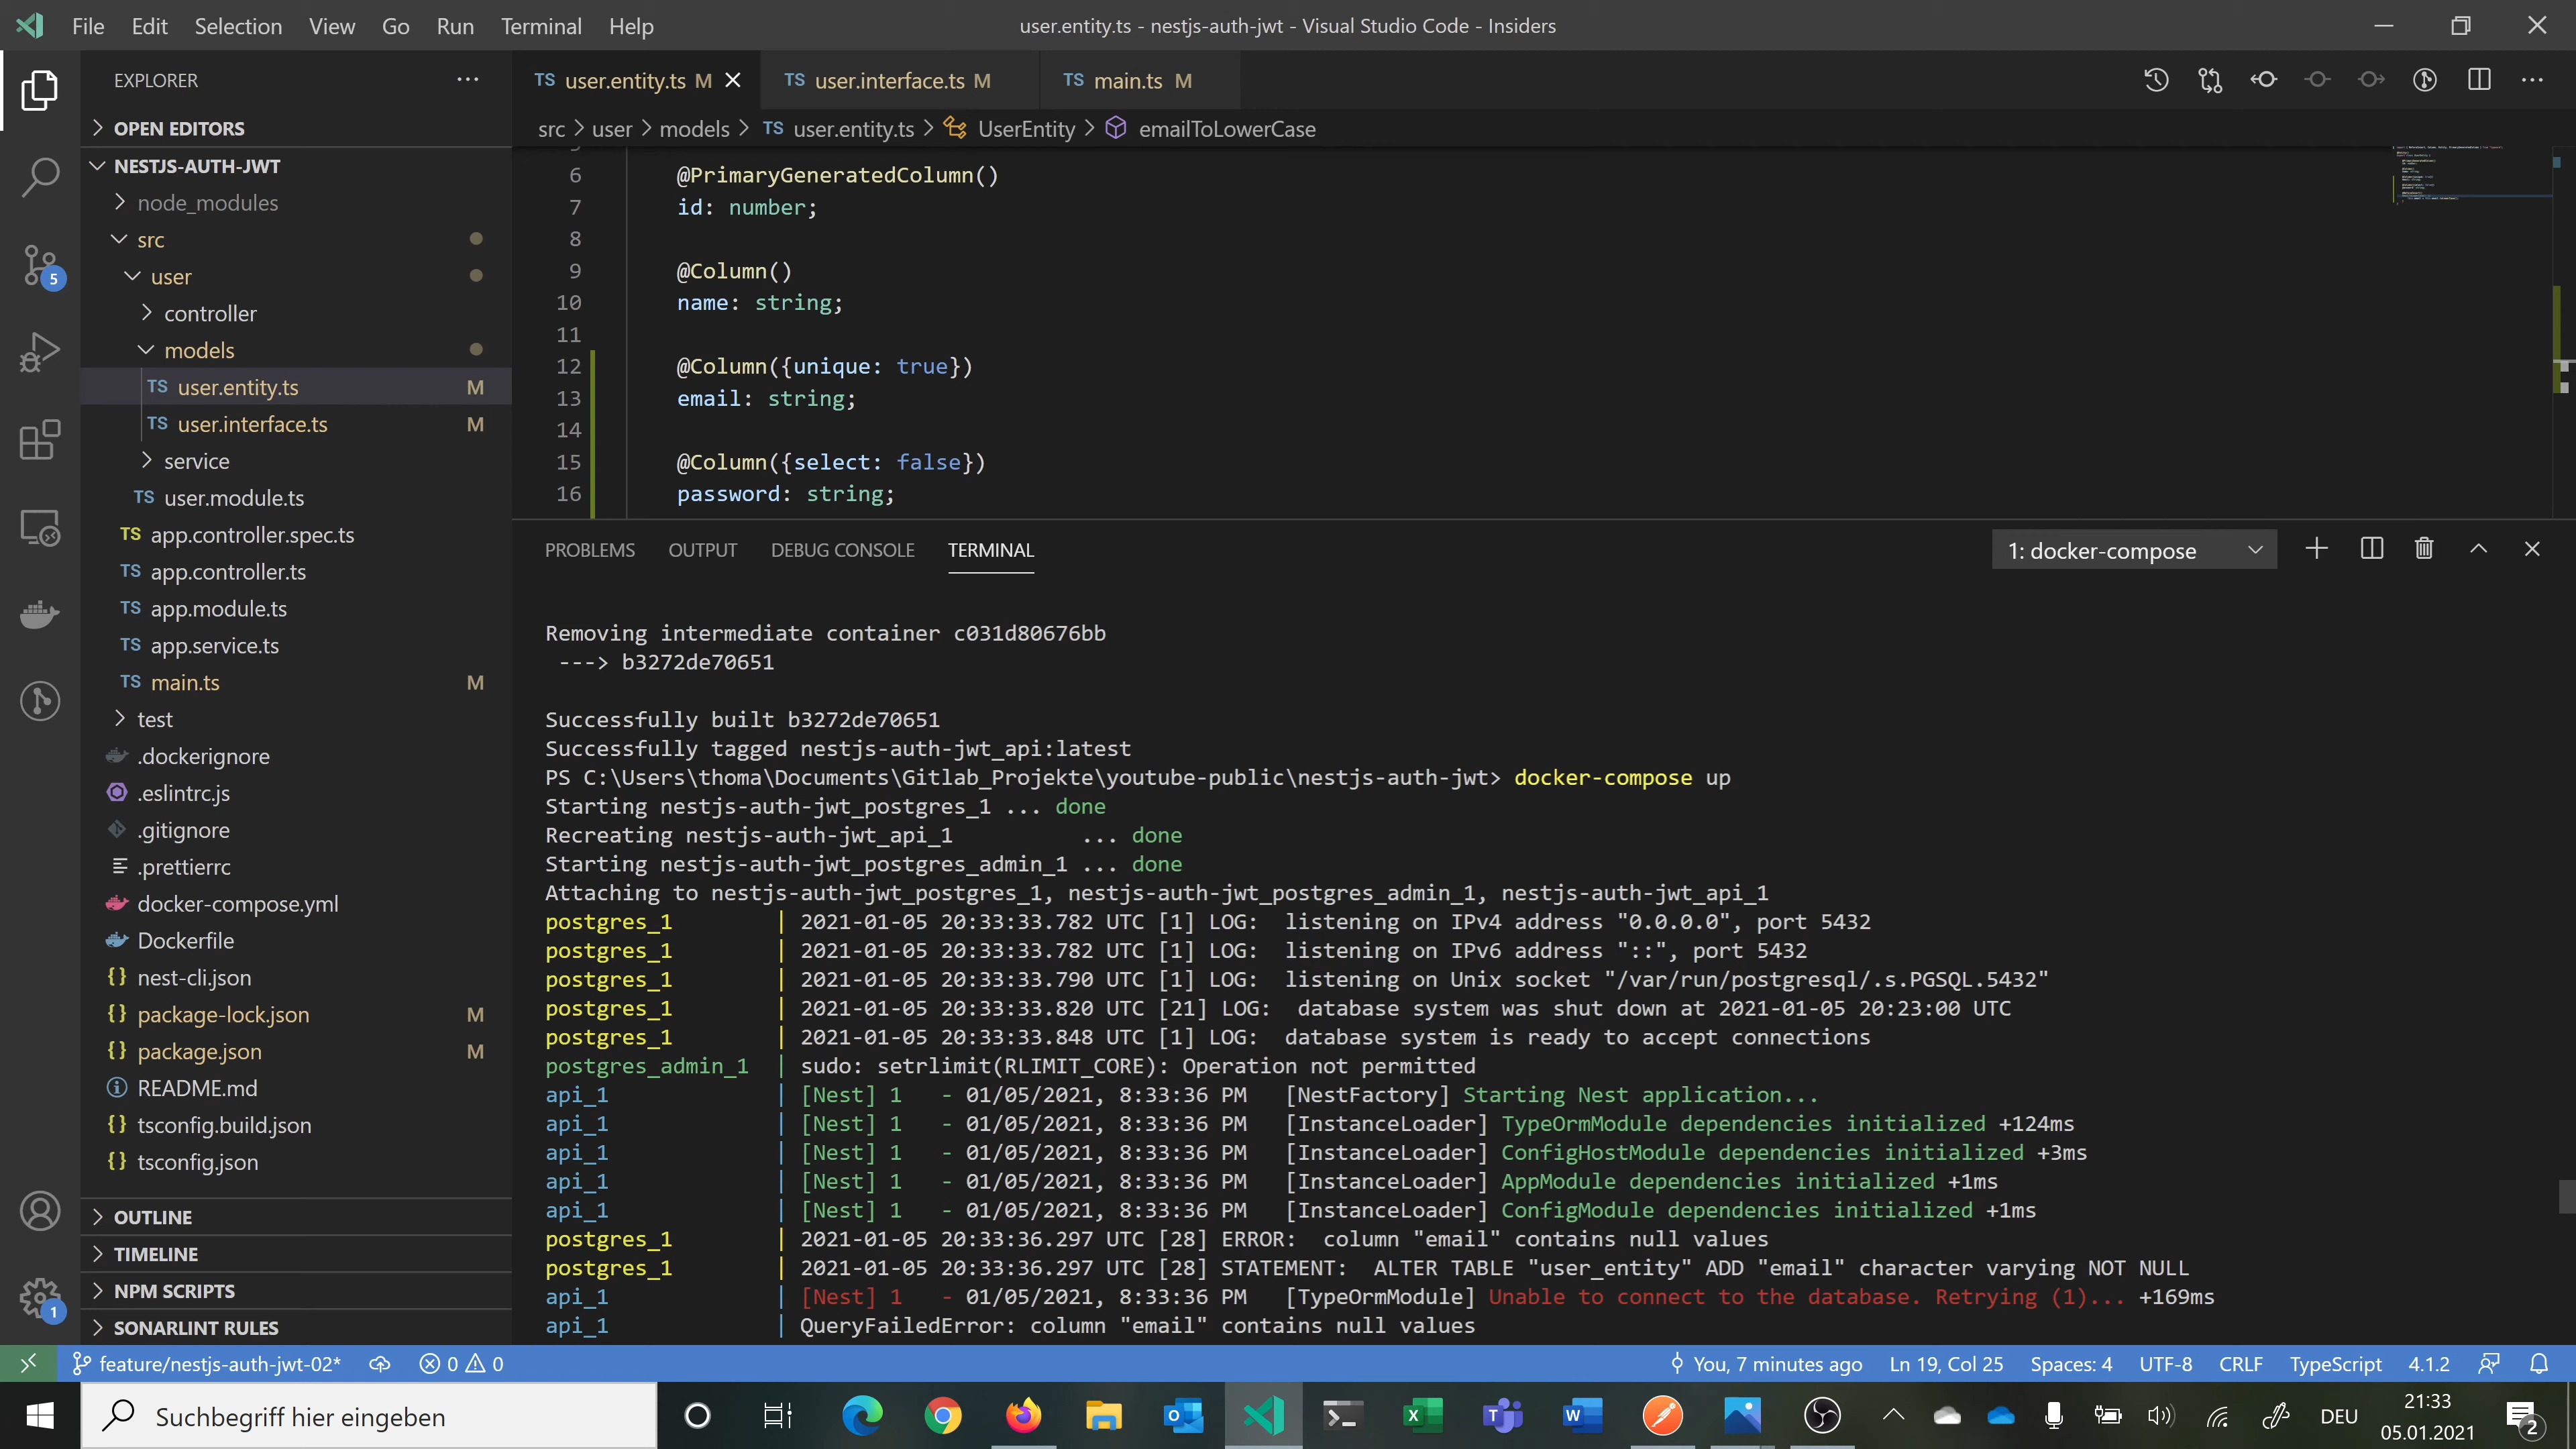 File Edit Selection View Go Run Terminal Help
user.entity.ts - nestjs-auth-jwt - Visual Studio Code - Insiders
EXPLORER
OPEN EDITORS
NESTJS-AUTH-JWT
node_modules
src
user
controller
models
TS user.entity.ts M
TS user.interface.ts M
service
TS user.module.ts
TS app.controller.spec.ts
TS app.controller.ts
TS app.module.ts
TS app.service.ts
TS main.ts M
test
.dockerignore
.eslintrc.js
.gitignore
.prettierrc
docker-compose.yml
Dockerfile
{} nest-cli.json
{} package-lock.json M
{} package.json M
README.md
{} tsconfig.build.json
{} tsconfig.json
OUTLINE
TIMELINE
NPM SCRIPTS
SONARLINT RULES
5
1
TS user.entity.ts M
TS user.interface.ts M
TS main.ts M
src > user > models > TS user.entity.ts > UserEntity > emailToLowerCase
6 @PrimaryGeneratedColumn()
7 id: number;
8
9 @Column()
10 name: string;
11
12 @Column({unique: true})
13 email: string;
14
15 @Column({select: false})
16 password: string;
PROBLEMS OUTPUT DEBUG CONSOLE TERMINAL
1: docker-compose
Removing intermediate container c031d80676bb
---> b3272de70651
Successfully built b3272de70651
Successfully tagged nestjs-auth-jwt_api:latest
PS C:\Users\thoma\Documents\Gitlab_Projekte\youtube-public\nestjs-auth-jwt> docker-compose up
Starting nestjs-auth-jwt_postgres_1 ... done
Recreating nestjs-auth-jwt_api_1 ... done
Starting nestjs-auth-jwt_postgres_admin_1 ... done
Attaching to nestjs-auth-jwt_postgres_1, nestjs-auth-jwt_postgres_admin_1, nestjs-auth-jwt_api_1
postgres_1 | 2021-01-05 20:33:33.782 UTC [1] LOG: listening on IPv4 address "0.0.0.0", port 5432
postgres_1 | 2021-01-05 20:33:33.782 UTC [1] LOG: listening on IPv6 address "::", port 5432
postgres_1 | 2021-01-05 20:33:33.790 UTC [1] LOG: listening on Unix socket "/var/run/postgresql/.s.PGSQL.5432"
postgres_1 | 2021-01-05 20:33:33.820 UTC [21] LOG: database system was shut down at 2021-01-05 20:23:00 UTC
postgres_1 | 2021-01-05 20:33:33.848 UTC [1] LOG: database system is ready to accept connections
postgres_admin_1 | sudo: setrlimit(RLIMIT_CORE): Operation not permitted
api_1 | [Nest] 1 - 01/05/2021, 8:33:36 PM [NestFactory] Starting Nest application...
api_1 | [Nest] 1 - 01/05/2021, 8:33:36 PM [InstanceLoader] TypeOrmModule dependencies initialized +124ms
api_1 | [Nest] 1 - 01/05/2021, 8:33:36 PM [InstanceLoader] ConfigHostModule dependencies initialized +3ms
api_1 | [Nest] 1 - 01/05/2021, 8:33:36 PM [InstanceLoader] AppModule dependencies initialized +1ms
api_1 | [Nest] 1 - 01/05/2021, 8:33:36 PM [InstanceLoader] ConfigModule dependencies initialized +1ms
postgres_1 | 2021-01-05 20:33:36.297 UTC [28] ERROR: column "email" contains null values
postgres_1 | 2021-01-05 20:33:36.297 UTC [28] STATEMENT: ALTER TABLE "user_entity" ADD "email" character varying NOT NULL
api_1 | [Nest] 1 - 01/05/2021, 8:33:36 PM [TypeOrmModule] Unable to connect to the database. Retrying (1)... +169ms
api_1 | QueryFailedError: column "email" contains null values
feature/nestjs-auth-jwt-02* 0 0
You, 7 minutes ago Ln 19, Col 25 Spaces: 4 UTF-8 CRLF TypeScript 4.1.2
Suchbegriff hier eingeben
DEU
21:33
05.01.2021
2